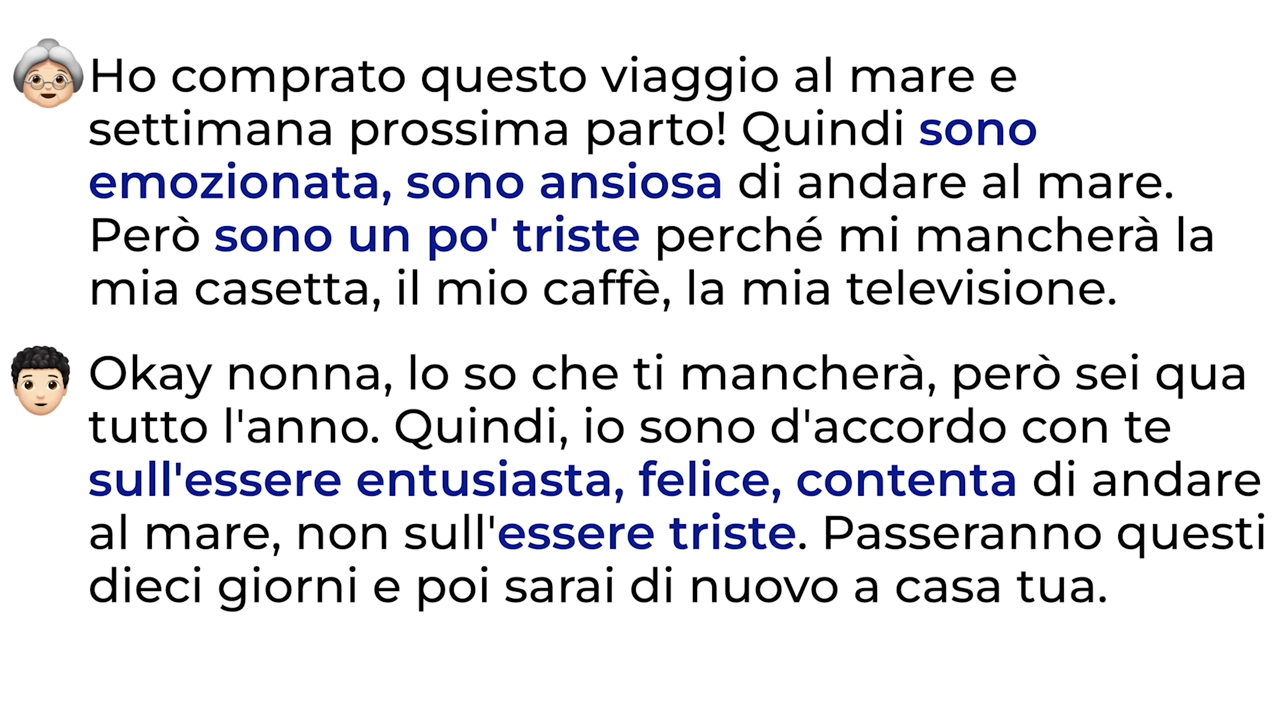 Ho comprato questo viaggio al mare e
settimana prossima parto! Quindi sono
emozionata, sono ansiosa di andare al mare.
Però sono un po' triste perché mi mancherà la
mia casetta, il mio caffè, la mia televisione.
Okay nonna, lo so che ti mancherà, però sei qua
tutto l'anno. Quindi, io sono d'accordo con te
sull'essere entusiasta, felice, contenta di andare
al mare, non sull'essere triste. Passeranno questi
dieci giorni e poi sarai di nuovo a casa tua.